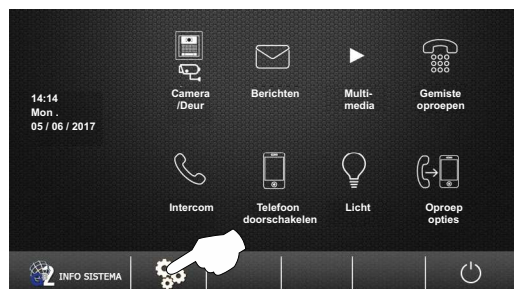 14:14
Mon .
05 / 06 / 2017
Camera
/Deur
Berichten
Multi-
media
Gemiste
oproepen
Intercom
Telefoon
doorschakelen
Licht
Oproep
opties
2 INFO SISTEMA